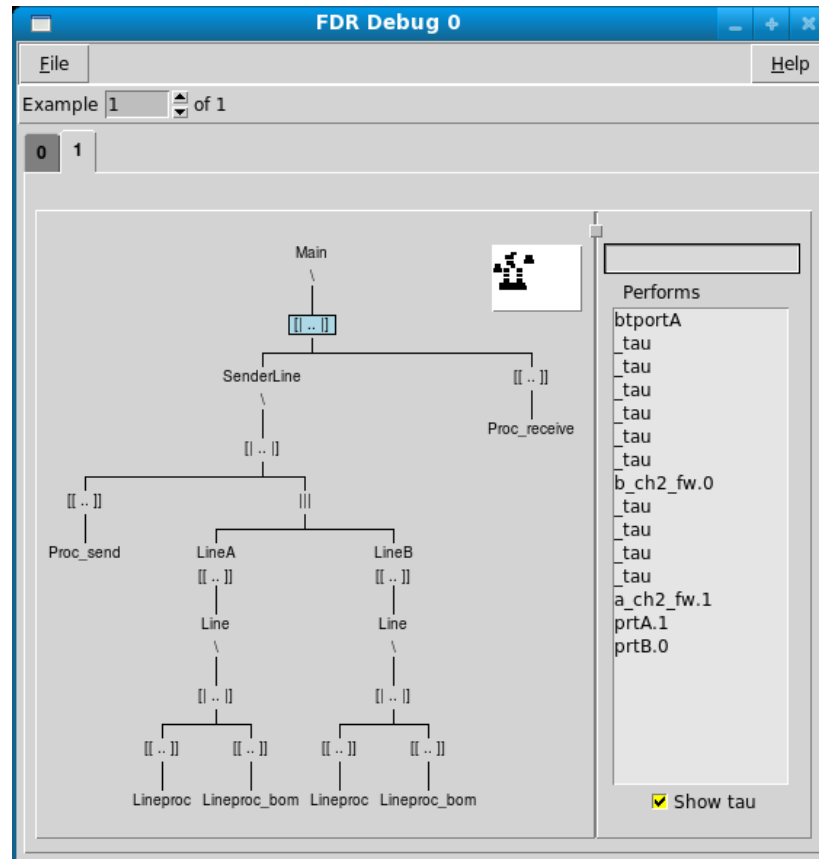 FDR Debug 0
File Help
Example 1 of 1
0 1
Main
\
[| .. |]
SenderLine [[ .. ]]
\ Proc_receive
[| .. |]
[[ .. ]] |||
Proc_send LineA LineB
[[ .. ]] [[ .. ]]
Line Line
\ \
[| .. |] [| .. |]
[[ .. ]] [[ .. ]] [[ .. ]] [[ .. ]]
Lineproc Lineproc_bom Lineproc Lineproc_bom
Performs
btportA
_tau
_tau
_tau
_tau
_tau
_tau
b_ch2_fw.0
_tau
_tau
_tau
_tau
a_ch2_fw.1
prtA.1
prtB.0
Show tau